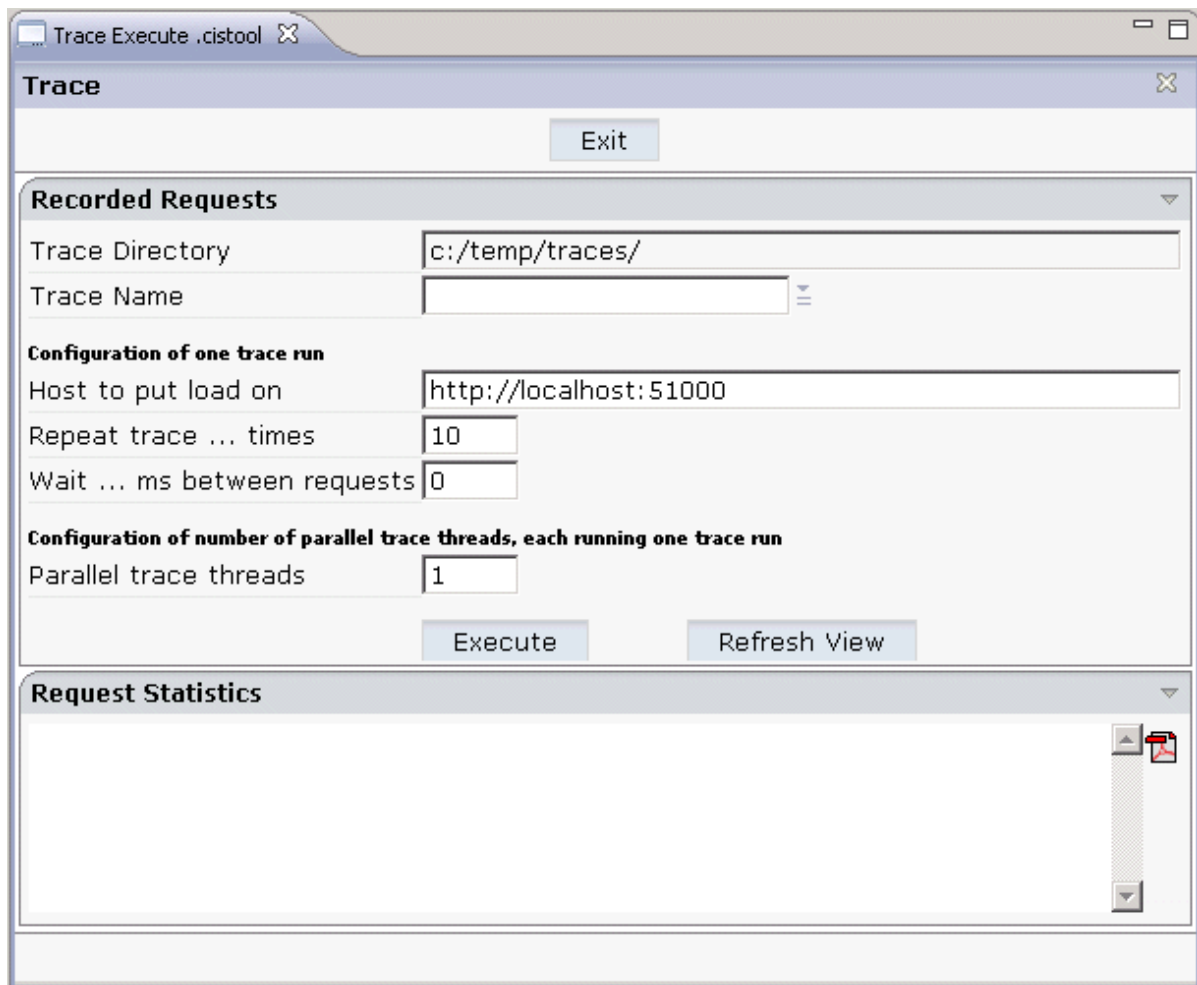 Trace Execute .cistool
Trace
Exit
Recorded Requests
Trace Directory c:/temp/traces/
Trace Name
Configuration of one trace run
Host to put load on http://localhost:51000
Repeat trace ... times 10
Wait ... ms between requests 0
Configuration of number of parallel trace threads, each running one trace run
Parallel trace threads 1
Execute Refresh View
Request Statistics